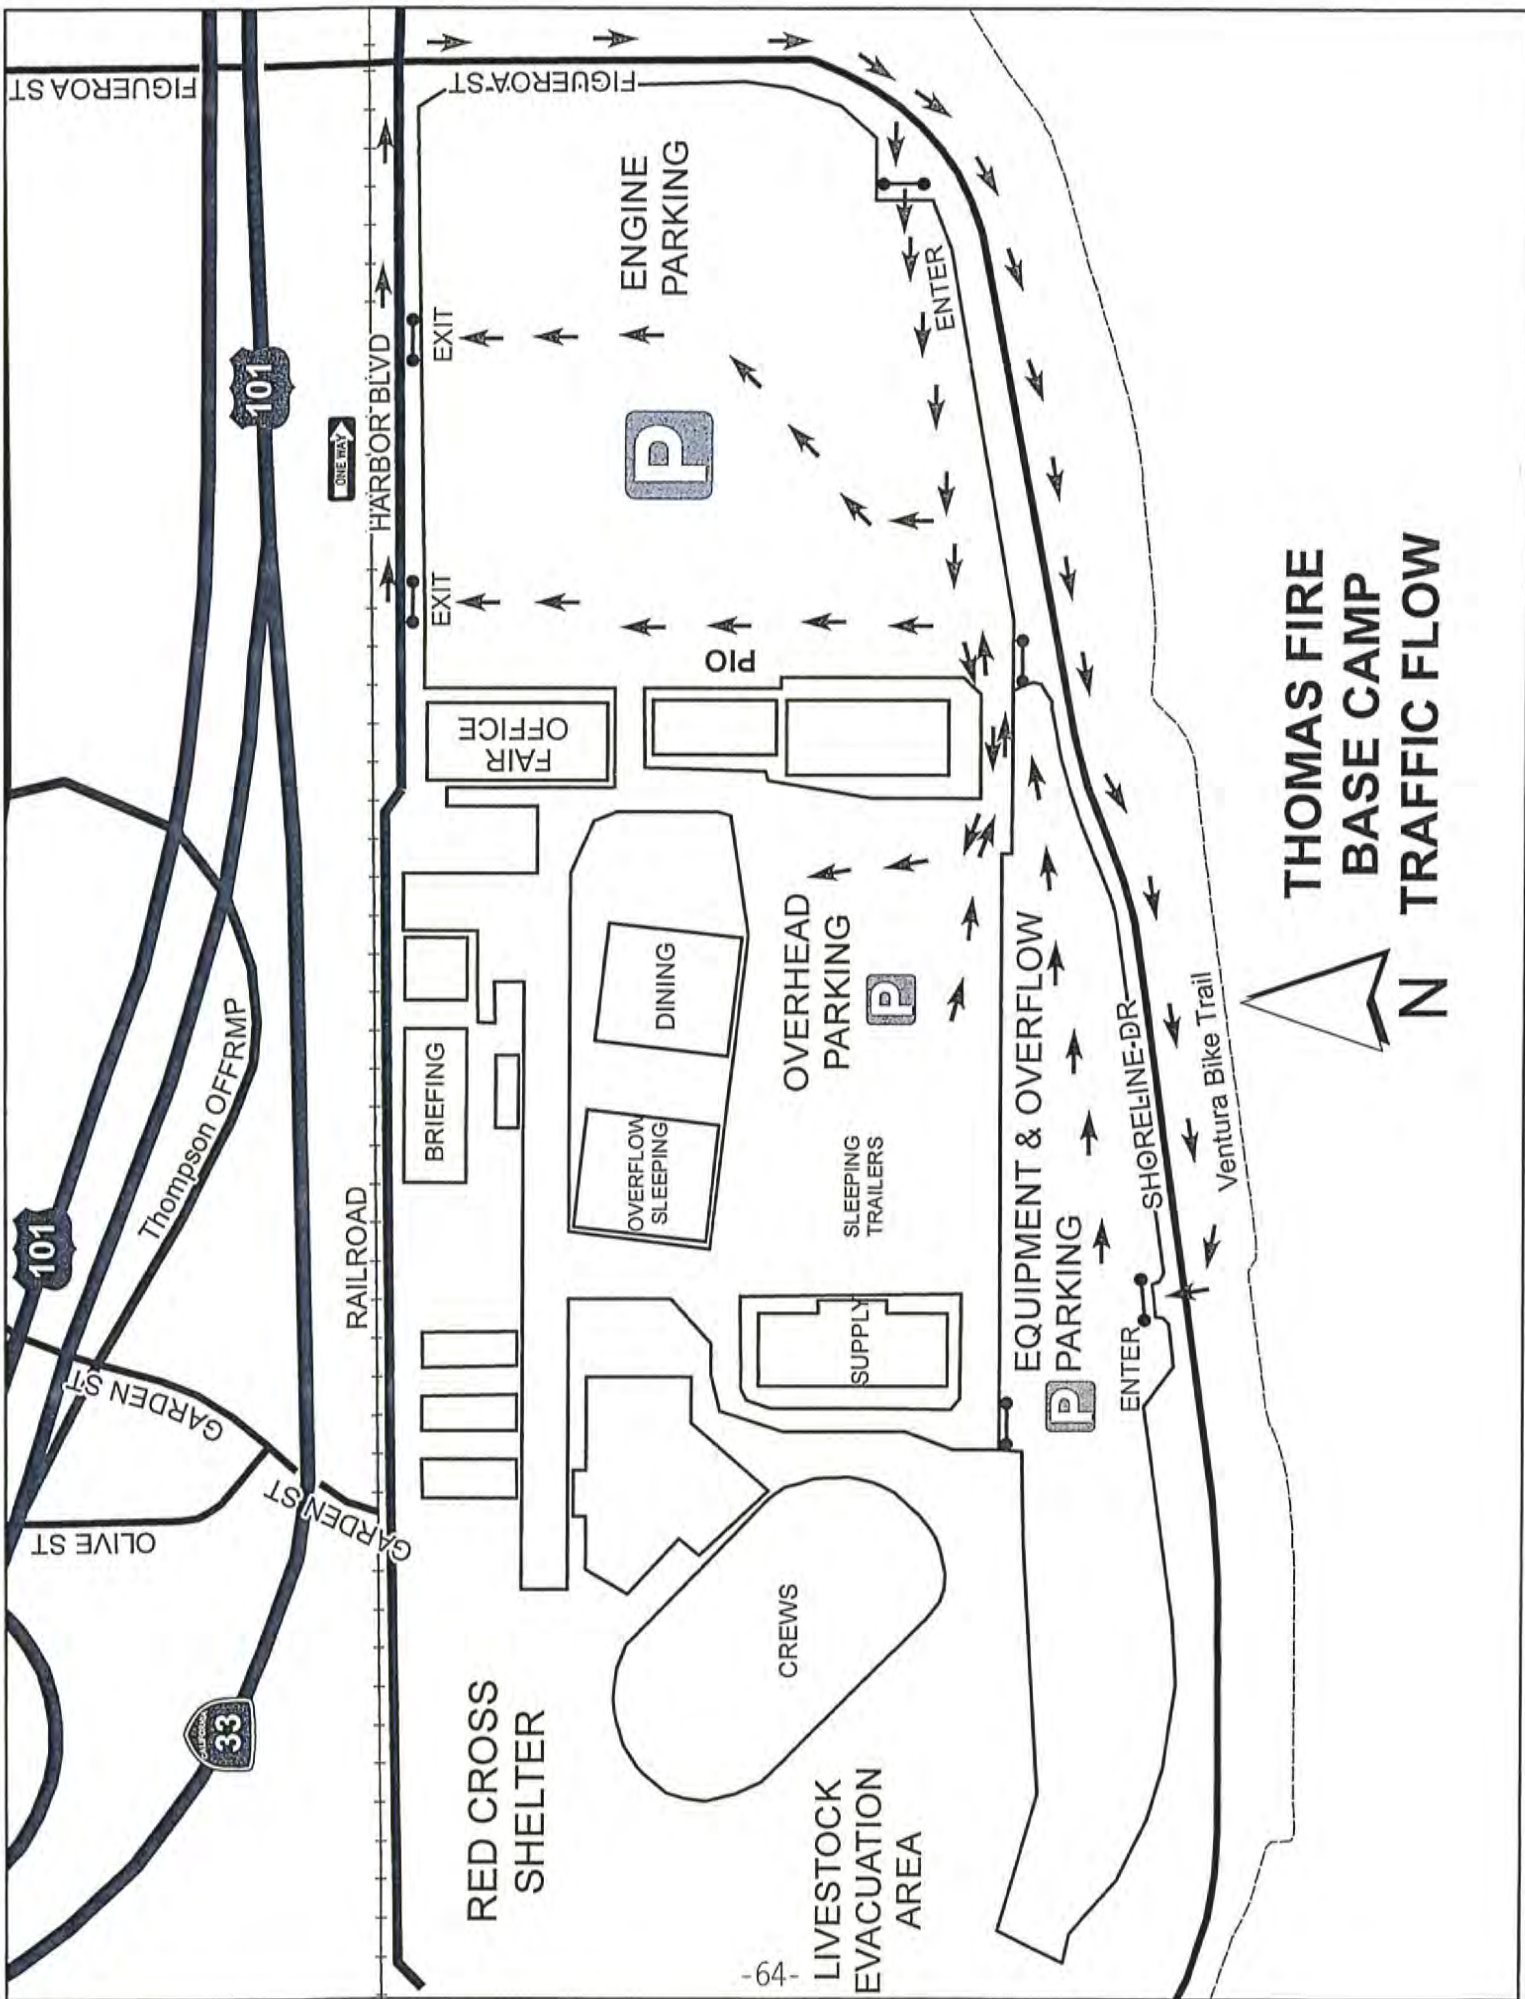 FIGUEROA ST
101
101
Thompson OFFRMP
GARDEN ST
OLIVE ST
GARDEN ST
33
CALIFORNIA
RAILROAD
ONE WAY
HARBOR BLVD
FIGUEROA ST
EXIT
EXIT
RED CROSS
SHELTER
BRIEFING
FAIR
OFFICE
ENGINE
PARKING
P
PIO
DINING
OVERFLOW
SLEEPING
OVERHEAD
PARKING
P
SLEEPING
TRAILERS
SUPPLY
CREWS
LIVESTOCK
EVACUATION
AREA
ENTER
EQUIPMENT & OVERFLOW
PARKING
P
ENTER
SHORELINE DR
Ventura Bike Trail
THOMAS FIRE
BASE CAMP
TRAFFIC FLOW
N
-64-